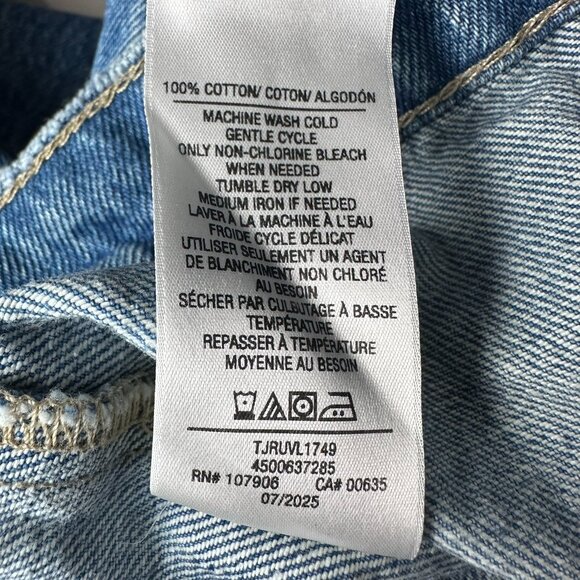 100% COTTON/ COTON/ ALGODÓN
MACHINE WASH COLD
GENTLE CYCLE
ONLY NON-CHLORINE BLEACH
WHEN NEEDED
TUMBLE DRY LOW
MEDIUM IRON IF NEEDED
LAVER À LA MACHINE À L'EAU
FROIDE CYCLE DÉLICAT
UTILISER SEULEMENT UN AGENT
DE BLANCHIMENT NON CHLORÉ
AU BESOIN
SÉCHER PAR CULBUTAGE À BASSE
TEMPÉRATURE
REPASSER À TEMPÉRATURE
MOYENNE AU BESOIN
TJRUVL1749
4500637285
RN# 107906 CA# 00635
07/2025